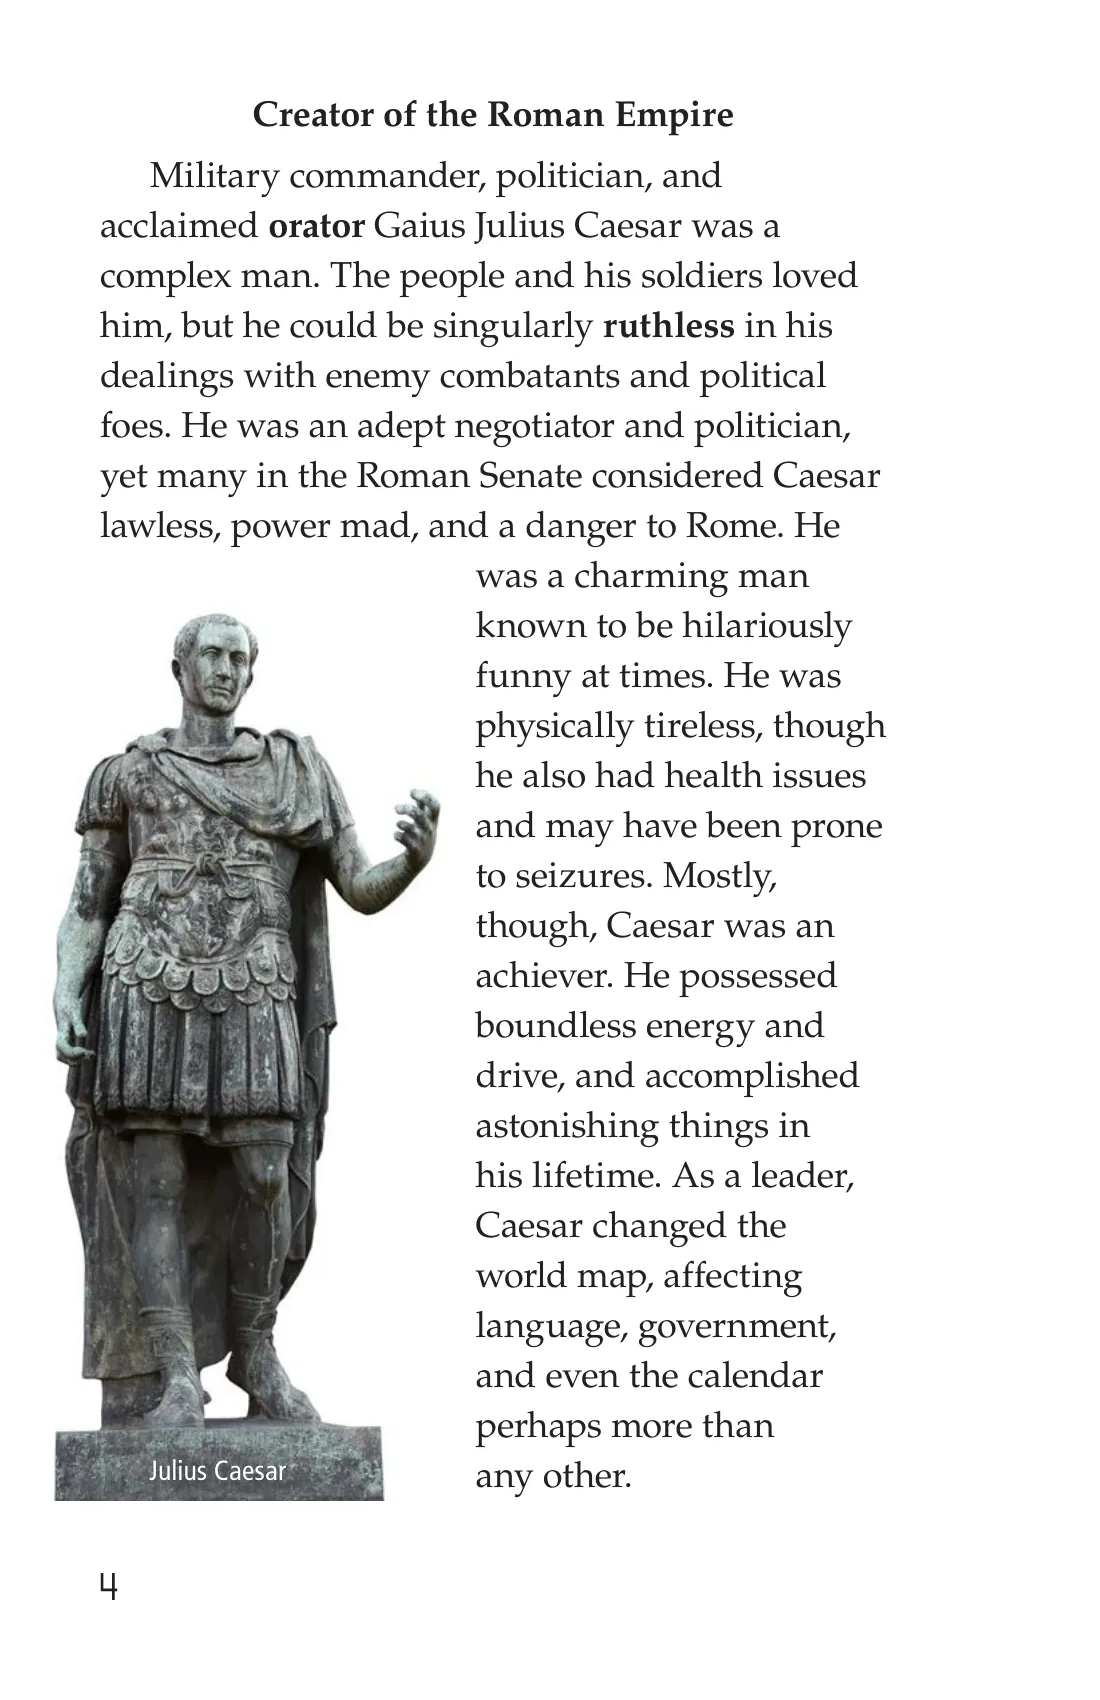 Creator of the Roman Empire
Military commander, politician, and
acclaimed orator Gaius Julius Caesar was a
complex man. The people and his soldiers loved
him, but he could be singularly ruthless in his
dealings with enemy combatants and political
foes. He was an adept negotiator and politician,
yet many in the Roman Senate considered Caesar
lawless, power mad, and a danger to Rome. He
was a charming man
known to be hilariously
funny at times. He was
physically tireless, though
he also had health issues
and may have been prone
to seizures. Mostly,
though, Caesar was an
achiever. He possessed
boundless energy and
drive, and accomplished
astonishing things in
his lifetime. As a leader,
Caesar changed the
world map, affecting
language, government,
and even the calendar
perhaps more than
any other.
Julius Caesar
4